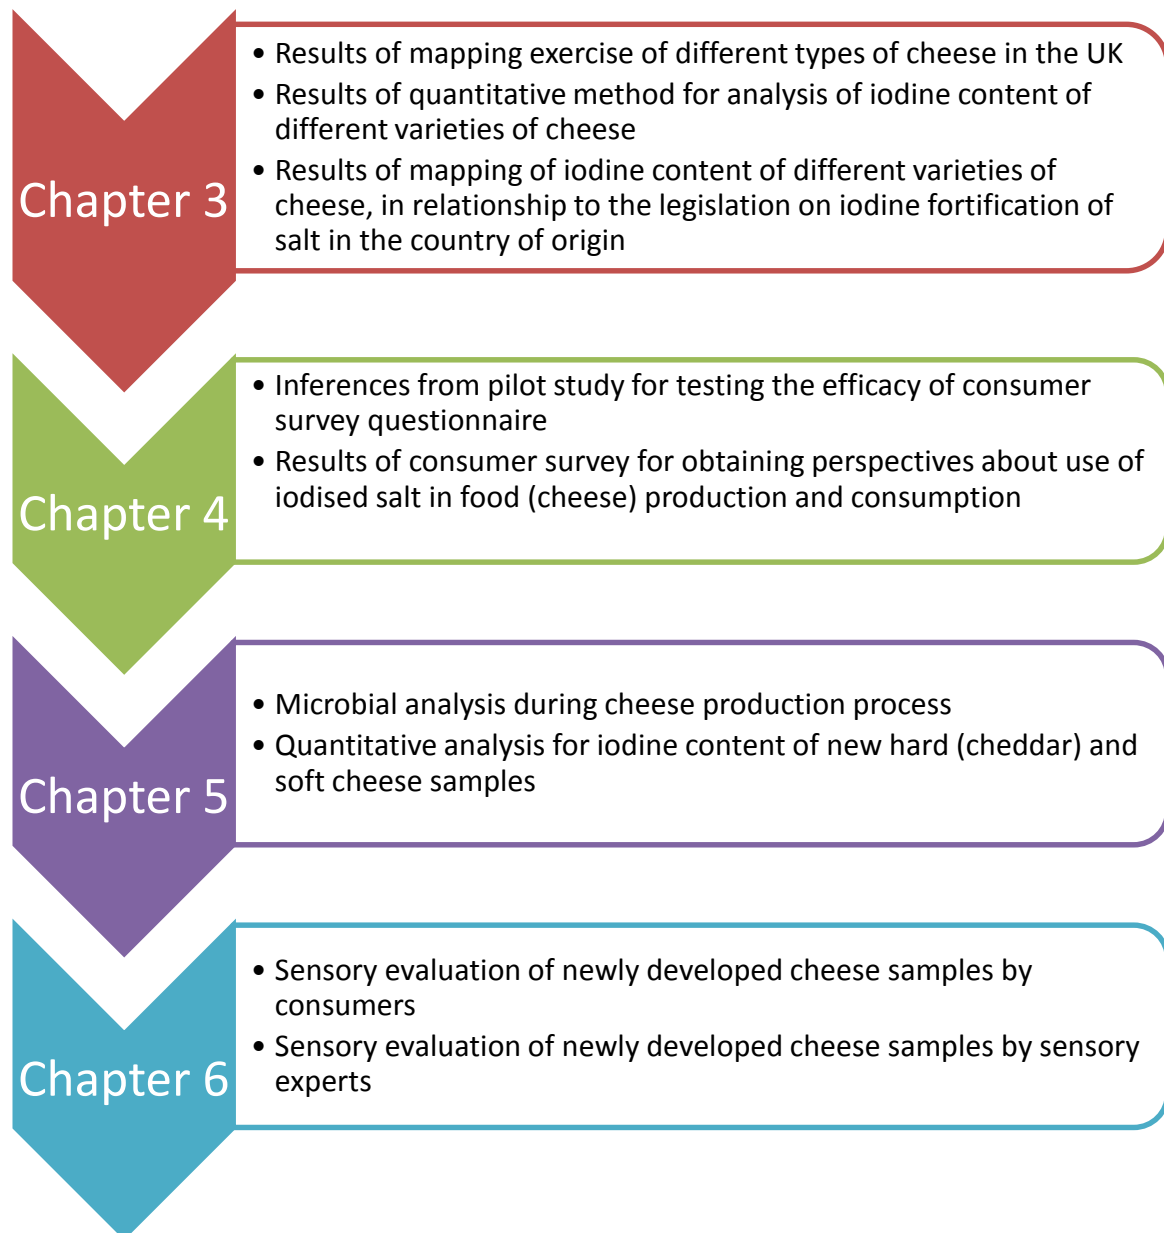 Chapter 3
• Results of mapping exercise of different types of cheese in the UK
• Results of quantitative method for analysis of iodine content of
different varieties of cheese
• Results of mapping of iodine content of different varieties of
cheese, in relationship to the legislation on iodine fortification of
salt in the country of origin
Chapter 4
• Inferences from pilot study for testing the efficacy of consumer
survey questionnaire
• Results of consumer survey for obtaining perspectives about use of
iodised salt in food (cheese) production and consumption
Chapter 5
• Microbial analysis during cheese production process
• Quantitative analysis for iodine content of new hard (cheddar) and
soft cheese samples
Chapter 6
• Sensory evaluation of newly developed cheese samples by
consumers
• Sensory evaluation of newly developed cheese samples by sensory
experts